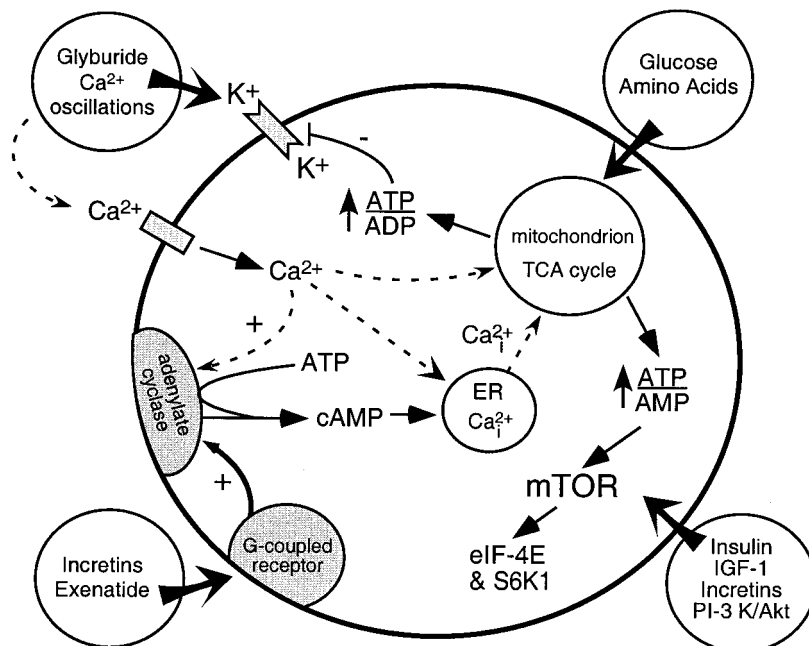 Glyburide
Ca²⁺
oscillations
Glucose
Amino Acids
K⁺
K⁺
-
ATP
ADP
Ca²⁺
mitochondrion
TCA cycle
Ca²⁺
+
Ca²⁺i
adenylate
cyclase
ATP
ER
Ca²⁺i
cAMP
ATP
AMP
mTOR
+
G-coupled
receptor
eIF-4E
& S6K1
Incretins
Exenatide
Insulin
IGF-1
Incretins
PI-3 K/Akt